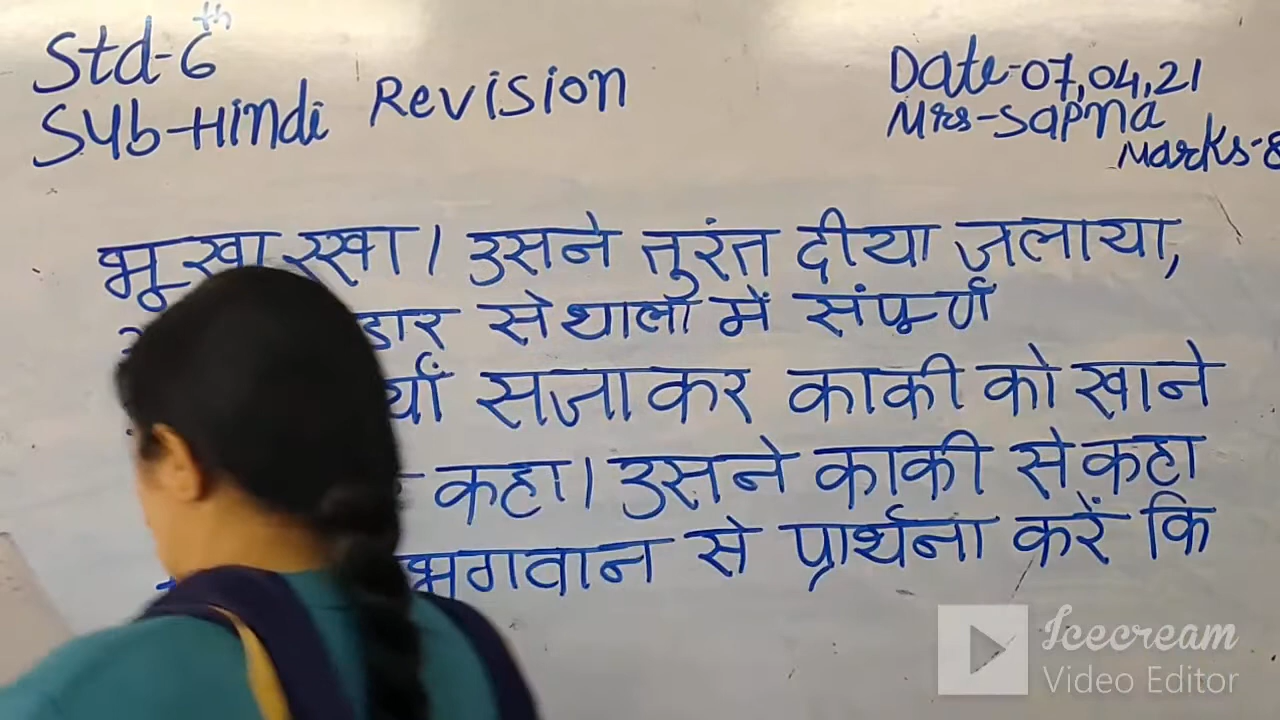 Std-6th
Sub-Hindi Revision
Date-07,04,21
Mrs-Sapna
Marks-8
भूखा रखा। उसने तुरंत दीया जलाया,
से थाली में संपूर्ण
सजाकर काकी को खाने
कहा। उसने काकी से कहा
भगवान से प्रार्थना करें कि
Icecream
Video Editor